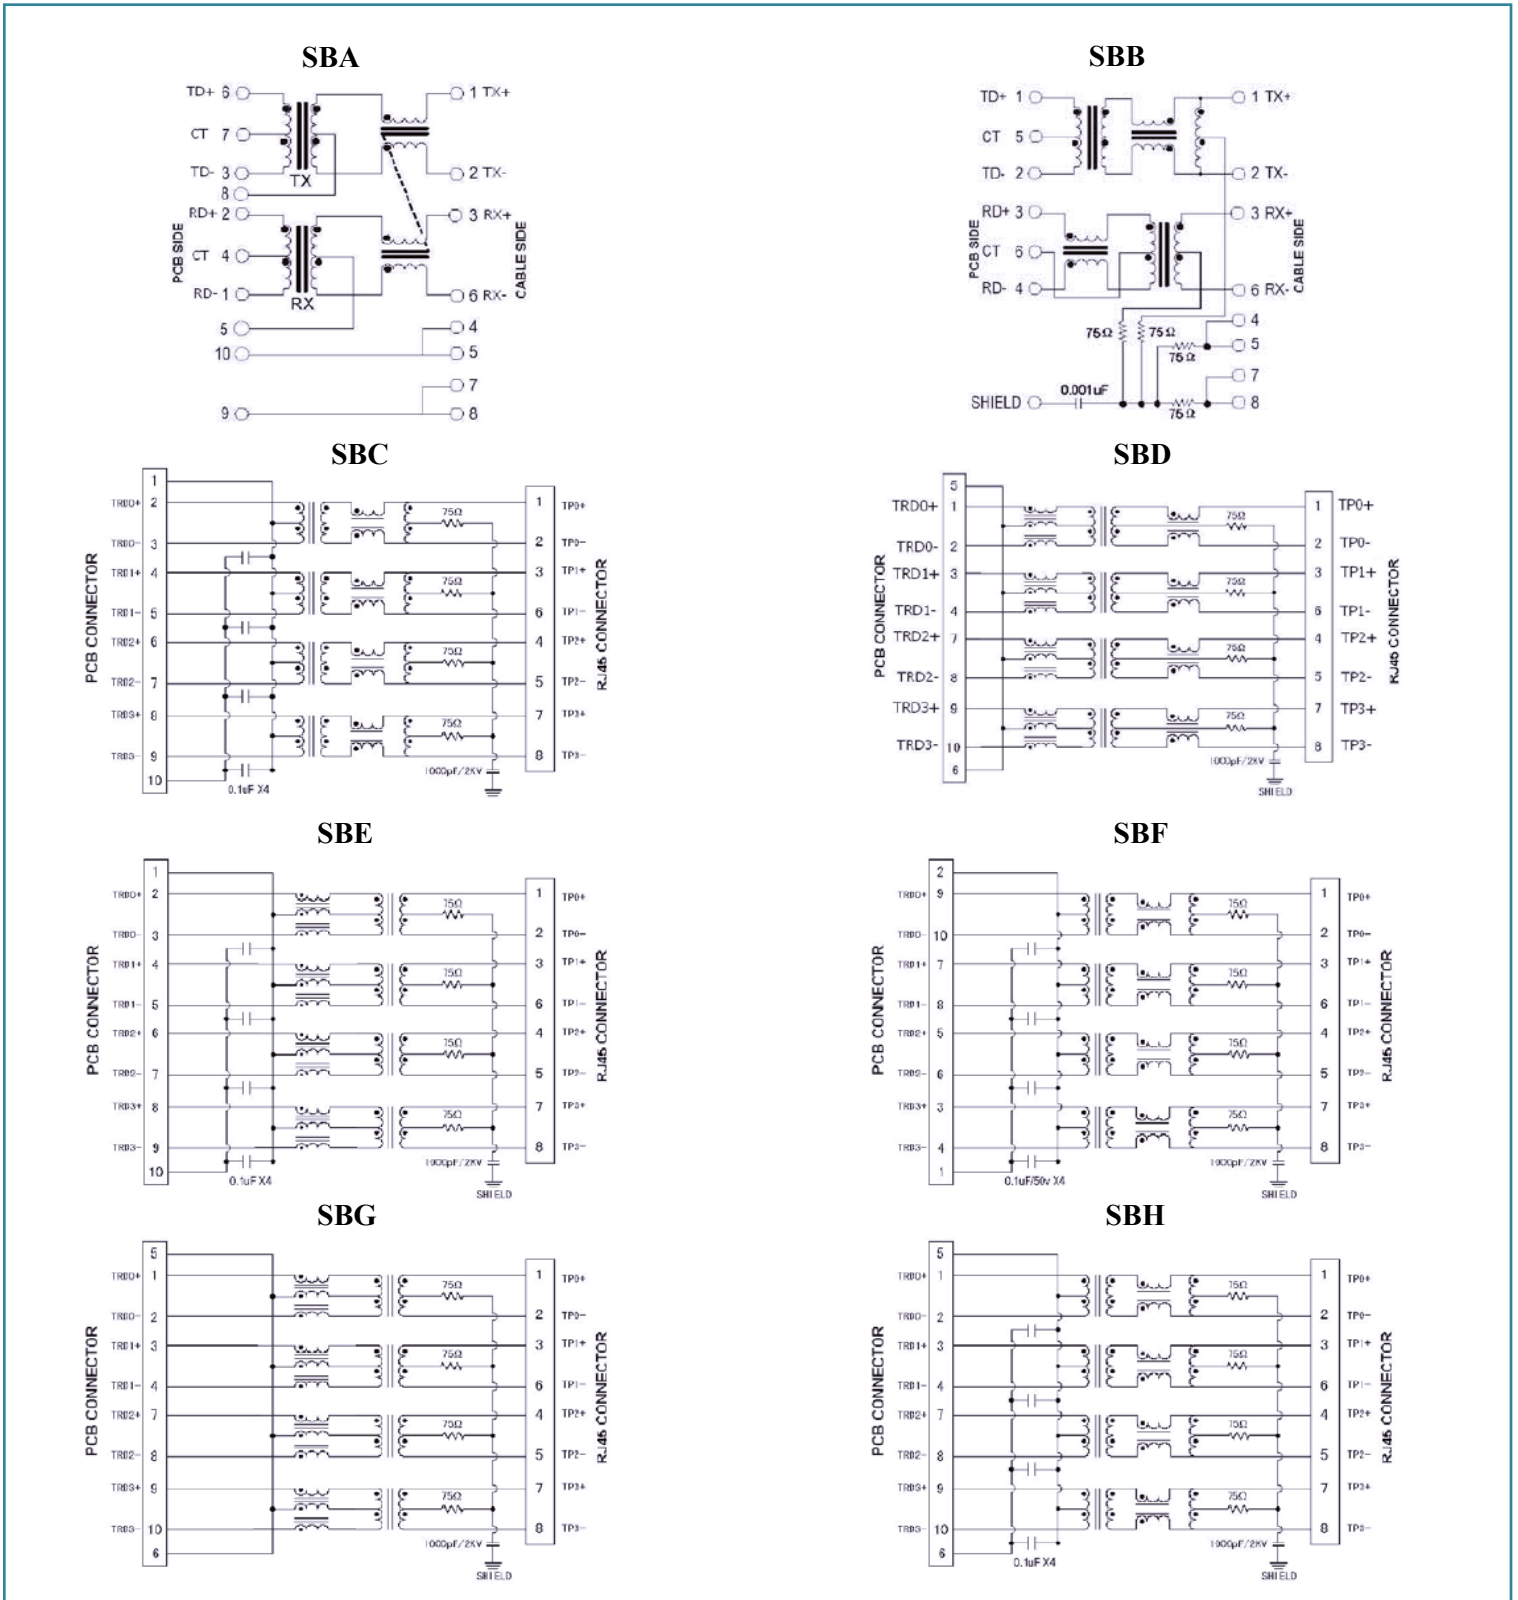 SBA
TD+ 6
CT 7
TD- 3
8
RD+ 2
CT 4
RD- 1
5
10
9
TX
RX
PCB SIDE
1 TX+
2 TX-
3 RX+
6 RX-
4
5
7
8
CABLE SIDE
SBB
TD+ 1
CT 5
TD- 2
RD+ 3
CT 6
RD- 4
PCB SIDE
SHIELD
0.001uF
75Ω
75Ω
75Ω
75Ω
1 TX+
2 TX-
3 RX+
6 RX-
4
5
7
8
CABLE SIDE
SBC
PCB CONNECTOR
1
TRD0+ 2
TRD0- 3
TRD1+ 4
TRD1- 5
TRD2+ 6
TRD2- 7
TRD3+ 8
TRD3- 9
10
0.1uF X4
75Ω
75Ω
75Ω
75Ω
1000pF/2KV
1 TP0+
2 TP0-
3 TP1+
6 TP1-
4 TP2+
5 TP2-
7 TP3+
8 TP3-
RJ45 CONNECTOR
SBD
PCB CONNECTOR
5
TRD0+ 1
TRD0- 2
TRD1+ 3
TRD1- 4
TRD2+ 7
TRD2- 8
TRD3+ 9
TRD3- 10
6
75Ω
75Ω
75Ω
75Ω
1000pF/2KV
SHIELD
1 TP0+
2 TP0-
3 TP1+
6 TP1-
4 TP2+
5 TP2-
7 TP3+
8 TP3-
RJ45 CONNECTOR
SBE
PCB CONNECTOR
1
TRD0+ 2
TRD0- 3
TRD1+ 4
TRD1- 5
TRD2+ 6
TRD2- 7
TRD3+ 8
TRD3- 9
10
0.1uF X4
75Ω
75Ω
75Ω
75Ω
1000pF/2KV
SHIELD
1 TP0+
2 TP0-
3 TP1+
6 TP1-
4 TP2+
5 TP2-
7 TP3+
8 TP3-
RJ45 CONNECTOR
SBF
PCB CONNECTOR
2
TRD0+ 9
TRD0- 10
TRD1+ 7
TRD1- 8
TRD2+ 5
TRD2- 6
TRD3+ 3
TRD3- 4
1
0.1uF/50v X4
75Ω
75Ω
75Ω
75Ω
1000pF/2KV
SHIELD
1 TP0+
2 TP0-
3 TP1+
6 TP1-
4 TP2+
5 TP2-
7 TP3+
8 TP3-
RJ45 CONNECTOR
SBG
PCB CONNECTOR
5
TRD0+ 1
TRD0- 2
TRD1+ 3
TRD1- 4
TRD2+ 7
TRD2- 8
TRD3+ 9
TRD3- 10
6
75Ω
75Ω
75Ω
75Ω
1000pF/2KV
SHIELD
1 TP0+
2 TP0-
3 TP1+
6 TP1-
4 TP2+
5 TP2-
7 TP3+
8 TP3-
RJ45 CONNECTOR
SBH
PCB CONNECTOR
5
TRD0+ 1
TRD0- 2
TRD1+ 3
TRD1- 4
TRD2+ 7
TRD2- 8
TRD3+ 9
TRD3- 10
6
0.1uF X4
75Ω
75Ω
75Ω
75Ω
1000pF/2KV
SHIELD
1 TP0+
2 TP0-
3 TP1+
6 TP1-
4 TP2+
5 TP2-
7 TP3+
8 TP3-
RJ45 CONNECTOR